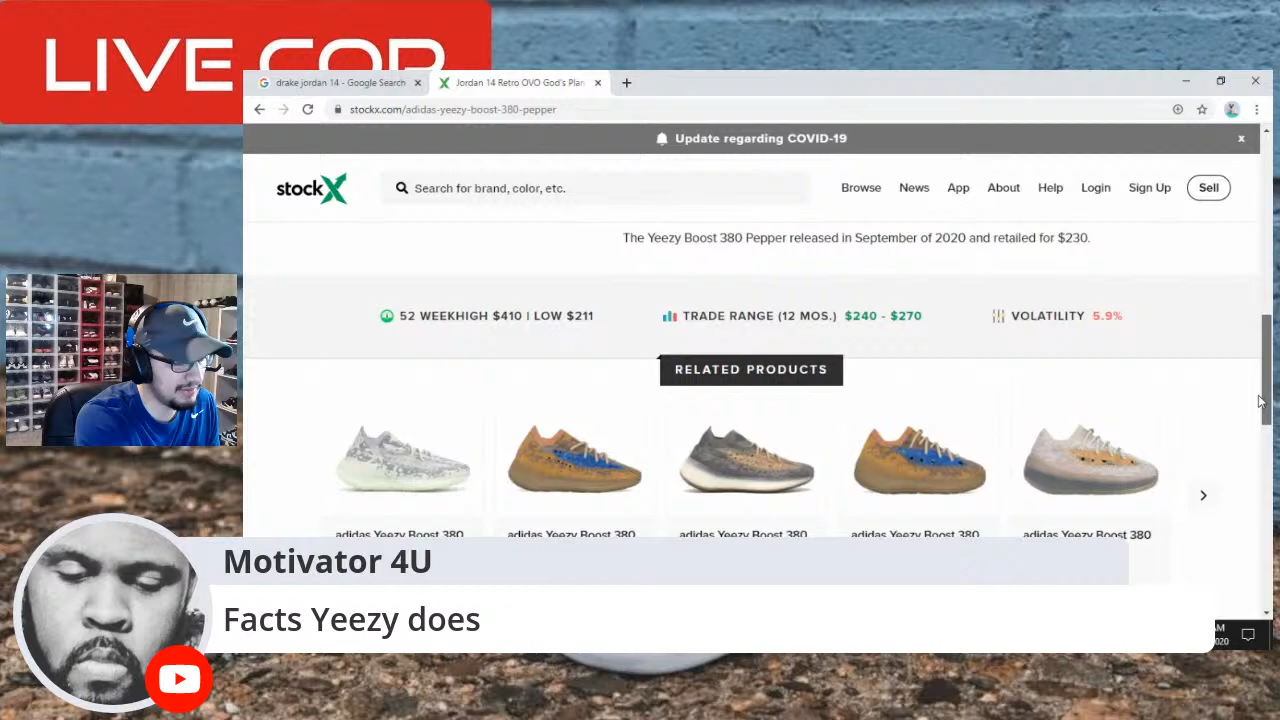 LIVE COP
drake jordan 14 - Google Search
Jordan 14 Retro OVO God's Plan
stockx.com/adidas-yeezy-boost-380-pepper
Update regarding COVID-19 x
stockX
Search for brand, color, etc.
Browse News App About Help Login Sign Up Sell
The Yeezy Boost 380 Pepper released in September of 2020 and retailed for $230.
52 WEEKHIGH $410 | LOW $211
TRADE RANGE (12 MOS.) $240 - $270
VOLATILITY 5.9%
RELATED PRODUCTS
adidas Yeezy Boost 380
adidas Yeezy Boost 380
adidas Yeezy Boost 380
adidas Yeezy Boost 380
adidas Yeezy Boost 380
Motivator 4U
Facts Yeezy does